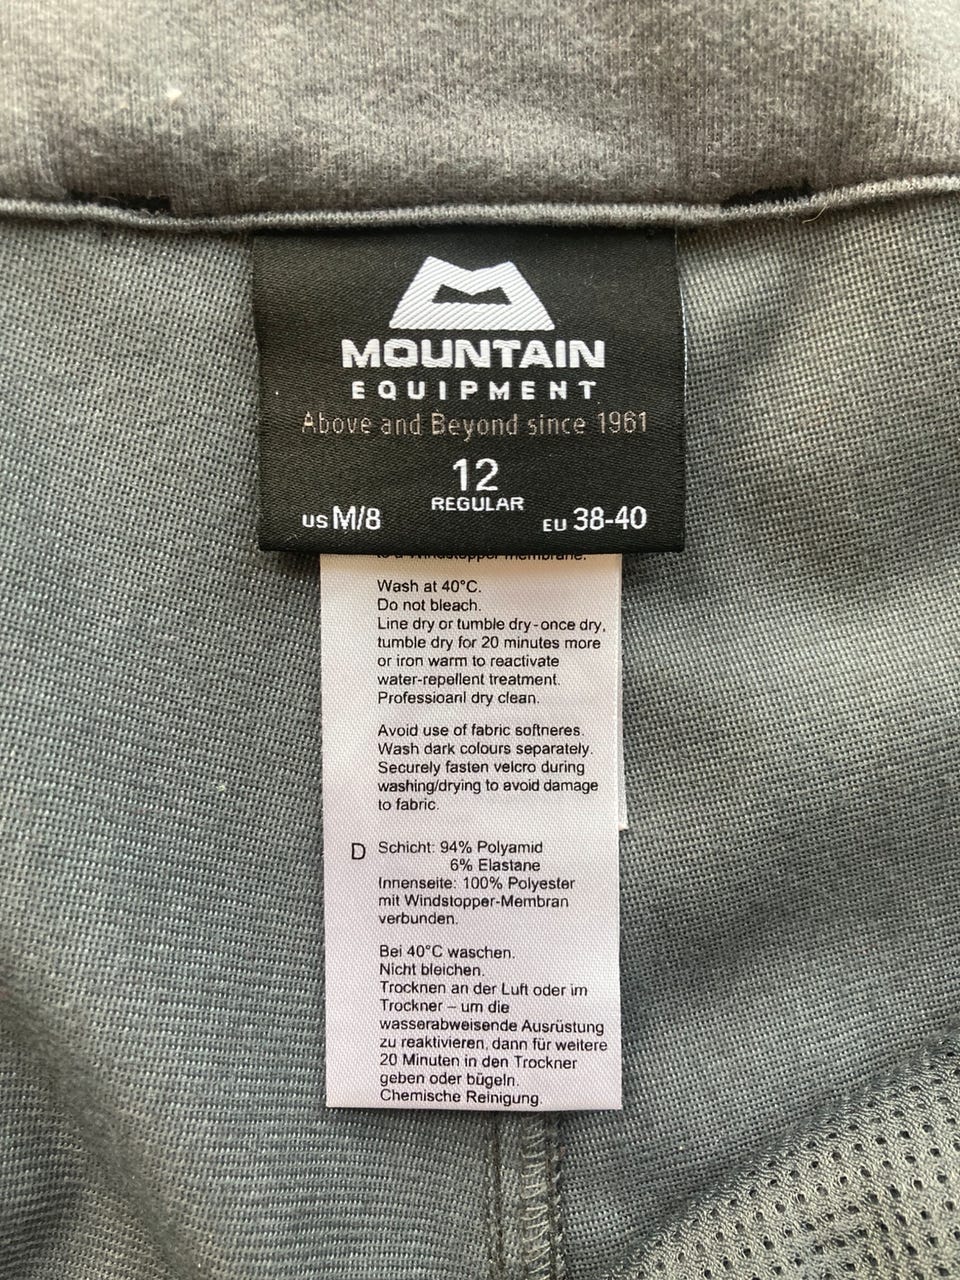 MOUNTAIN
EQUIPMENT
Above and Beyond since 1961
12
REGULAR
US M/8
EU 38-40
to a Windstopper membrane.
Wash at 40°C.
Do not bleach.
Line dry or tumble dry - once dry,
tumble dry for 20 minutes more
or iron warm to reactivate
water-repellent treatment.
Professioanl dry clean.
Avoid use of fabric softneres.
Wash dark colours separately.
Securely fasten velcro during
washing/drying to avoid damage
to fabric.
D Schicht: 94% Polyamid
6% Elastane
Innenseite: 100% Polyester
mit Windstopper-Membran
verbunden.
Bei 40°C waschen.
Nicht bleichen.
Trocknen an der Luft oder im
Trockner – um die
wasserabweisende Ausrüstung
zu reaktivieren, dann für weitere
20 Minuten in den Trockner
geben oder bügeln.
Chemische Reinigung.